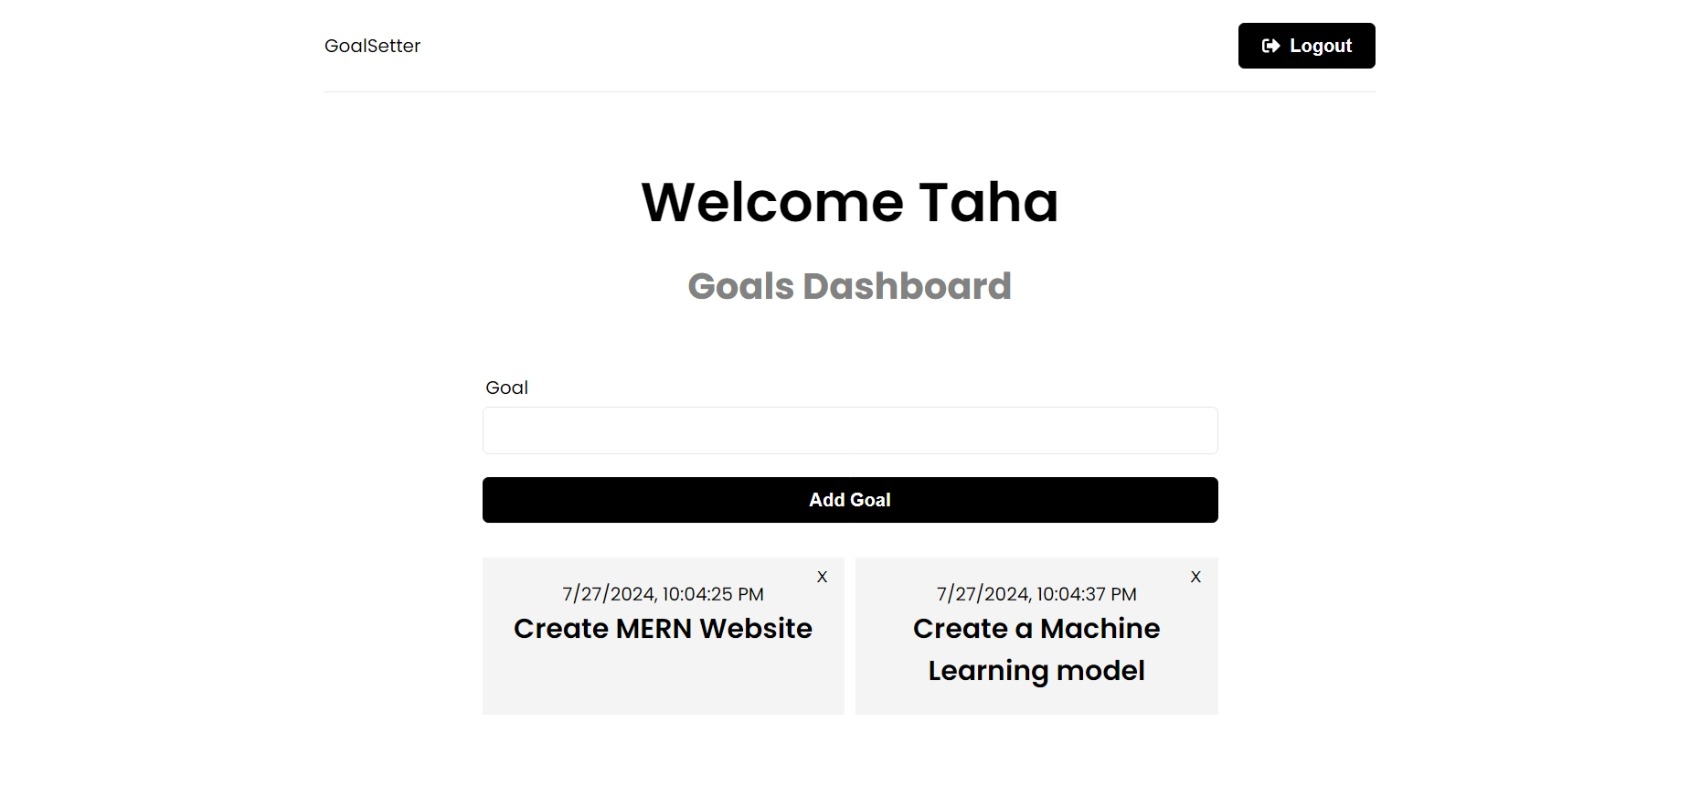 GoalSetter
Logout
Welcome Taha
Goals Dashboard
Goal
Add Goal
X
7/27/2024, 10:04:25 PM
Create MERN Website
X
7/27/2024, 10:04:37 PM
Create a Machine
Learning model